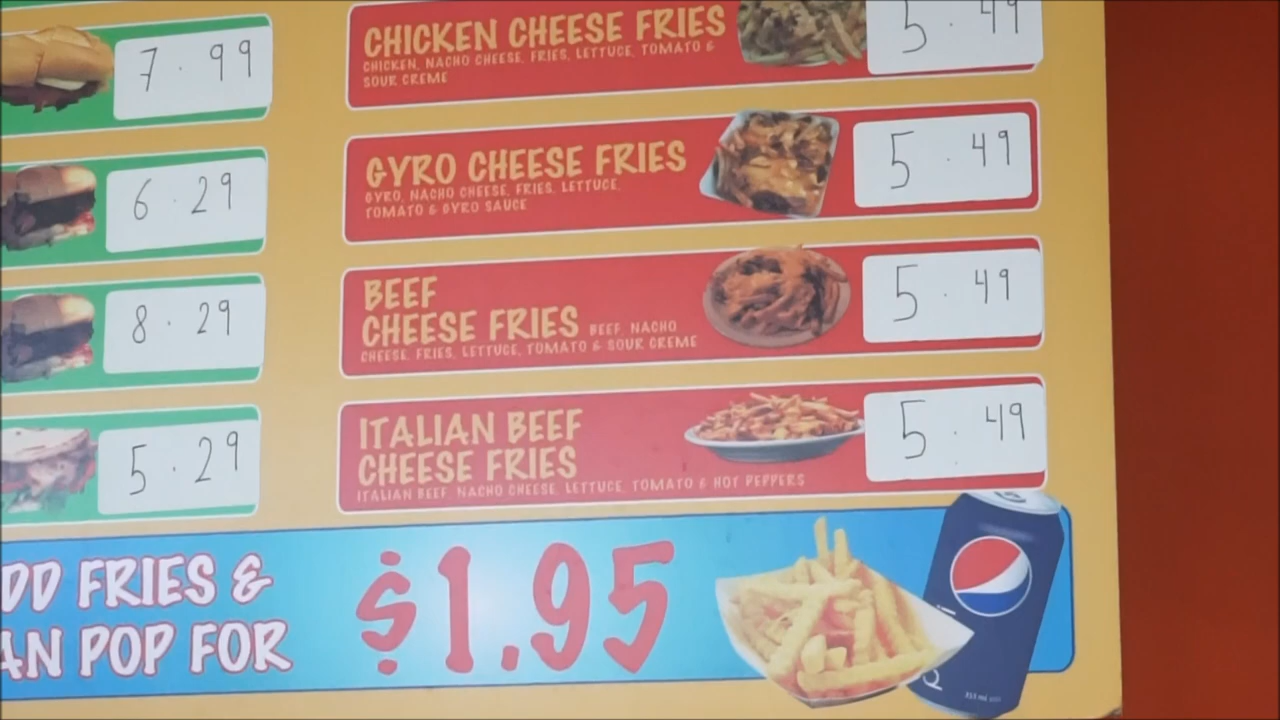 7.99
6.29
8.29
5.29
CHICKEN CHEESE FRIES
CHICKEN, NACHO CHEESE, FRIES, LETTUCE, TOMATO &
SOUR CREME
5.49
GYRO CHEESE FRIES
GYRO, NACHO CHEESE, FRIES, LETTUCE,
TOMATO & GYRO SAUCE
5.49
BEEF
CHEESE FRIES BEEF, NACHO
CHEESE, FRIES, LETTUCE, TOMATO & SOUR CREME
5.49
ITALIAN BEEF
CHEESE FRIES
ITALIAN BEEF, NACHO CHEESE, LETTUCE, TOMATO & HOT PEPPERS
5.49
DD FRIES &
AN POP FOR
$1.95